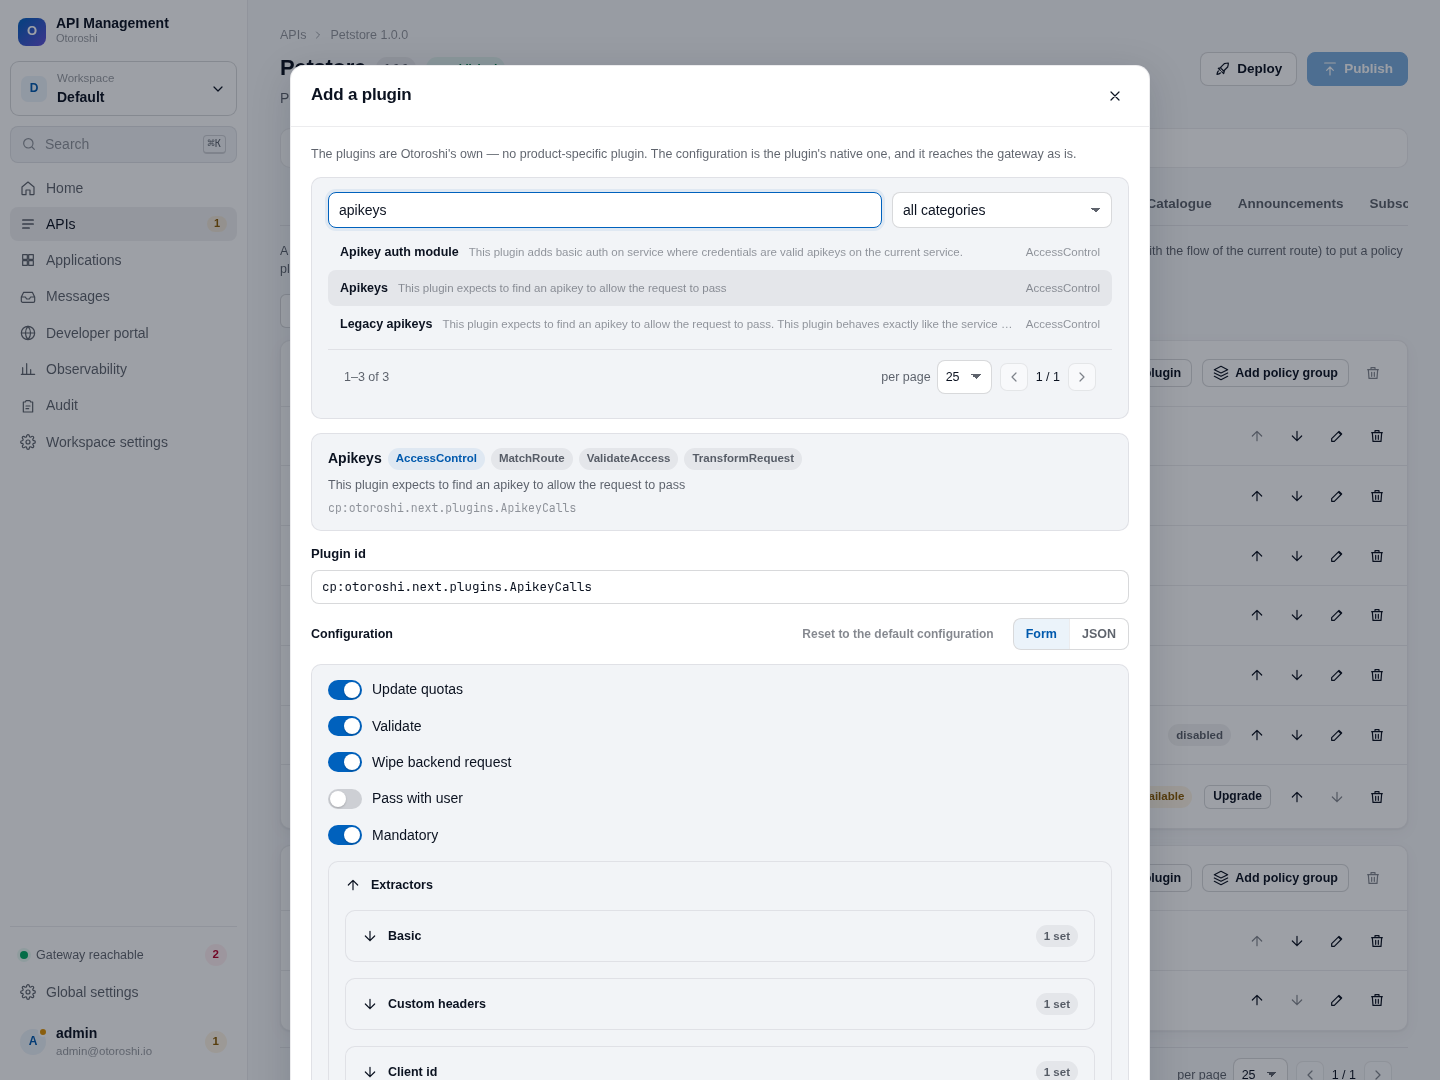 O
API Management
Otoroshi
D
Workspace
Default
Search
⌘K
Home
APIs
1
Applications
Messages
Developer portal
Observability
Audit
Workspace settings
Gateway reachable
2
Global settings
A
admin
admin@otoroshi.io
1
APIs
Petstore 1.0.0
Deploy
Publish
Catalogue
Announcements
Subsc
ith the flow of the current route) to put a policy
Add a plugin
The plugins are Otoroshi's own — no product-specific plugin. The configuration is the plugin's native one, and it reaches the gateway as is.
apikeys
all categories
Apikey auth module
This plugin adds basic auth on service where credentials are valid apikeys on the current service.
AccessControl
Apikeys
This plugin expects to find an apikey to allow the request to pass
AccessControl
Legacy apikeys
This plugin expects to find an apikey to allow the request to pass. This plugin behaves exactly like the service …
AccessControl
1–3 of 3
per page
25
1 / 1
Apikeys
AccessControl
MatchRoute
ValidateAccess
TransformRequest
This plugin expects to find an apikey to allow the request to pass
cp:otoroshi.next.plugins.ApikeyCalls
Plugin id
cp:otoroshi.next.plugins.ApikeyCalls
Configuration
Reset to the default configuration
Form
JSON
Update quotas
Validate
Wipe backend request
Pass with user
Mandatory
Extractors
Basic
1 set
Custom headers
1 set
Client id
1 set
lugin
Add policy group
disabled
ailable
Upgrade
lugin
Add policy group
per page
25
1 / 1